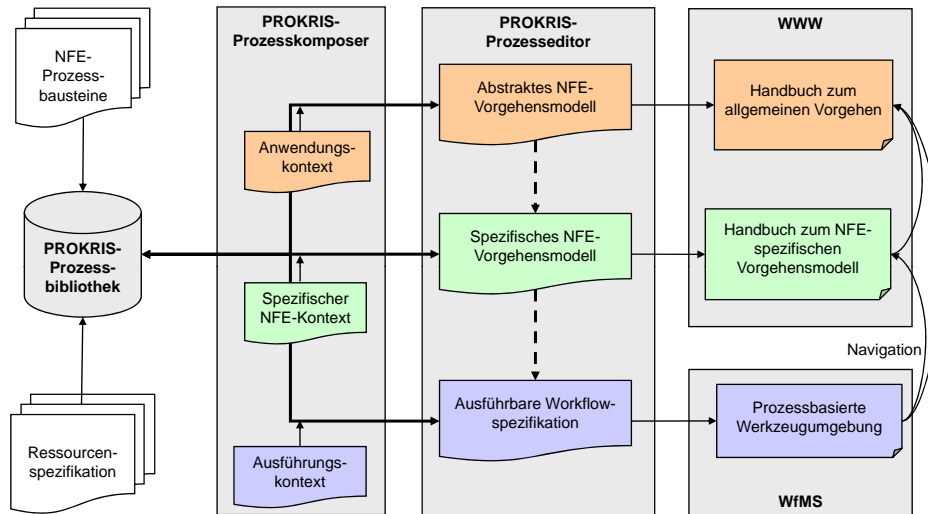 NFE-
Prozess-
bausteine
PROKRIS-
Prozess-
bibliothek
Ressourcen-
spezifikation
PROKRIS-
Prozesskomposer
Anwendungs-
kontext
Spezifischer
NFE-Kontext
Ausführungs-
kontext
PROKRIS-
Prozesseditor
Abstraktes NFE-
Vorgehensmodell
Spezifisches NFE-
Vorgehensmodell
Ausführbare Workflow-
spezifikation
WWW
Handbuch zum
allgemeinen Vorgehen
Handbuch zum NFE-
spezifischen
Vorgehensmodell
Navigation
Prozessbasierte
Werkzeugumgebung
WfMS